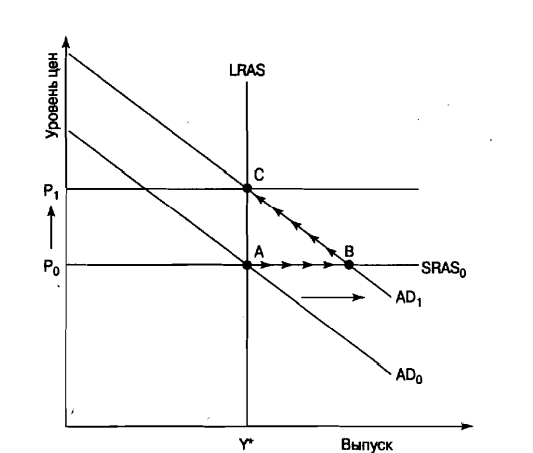 Уровень цен
LRAS
C
P₁
A
B
P₀
SRAS₀
AD₁
AD₀
Y*
Выпуск